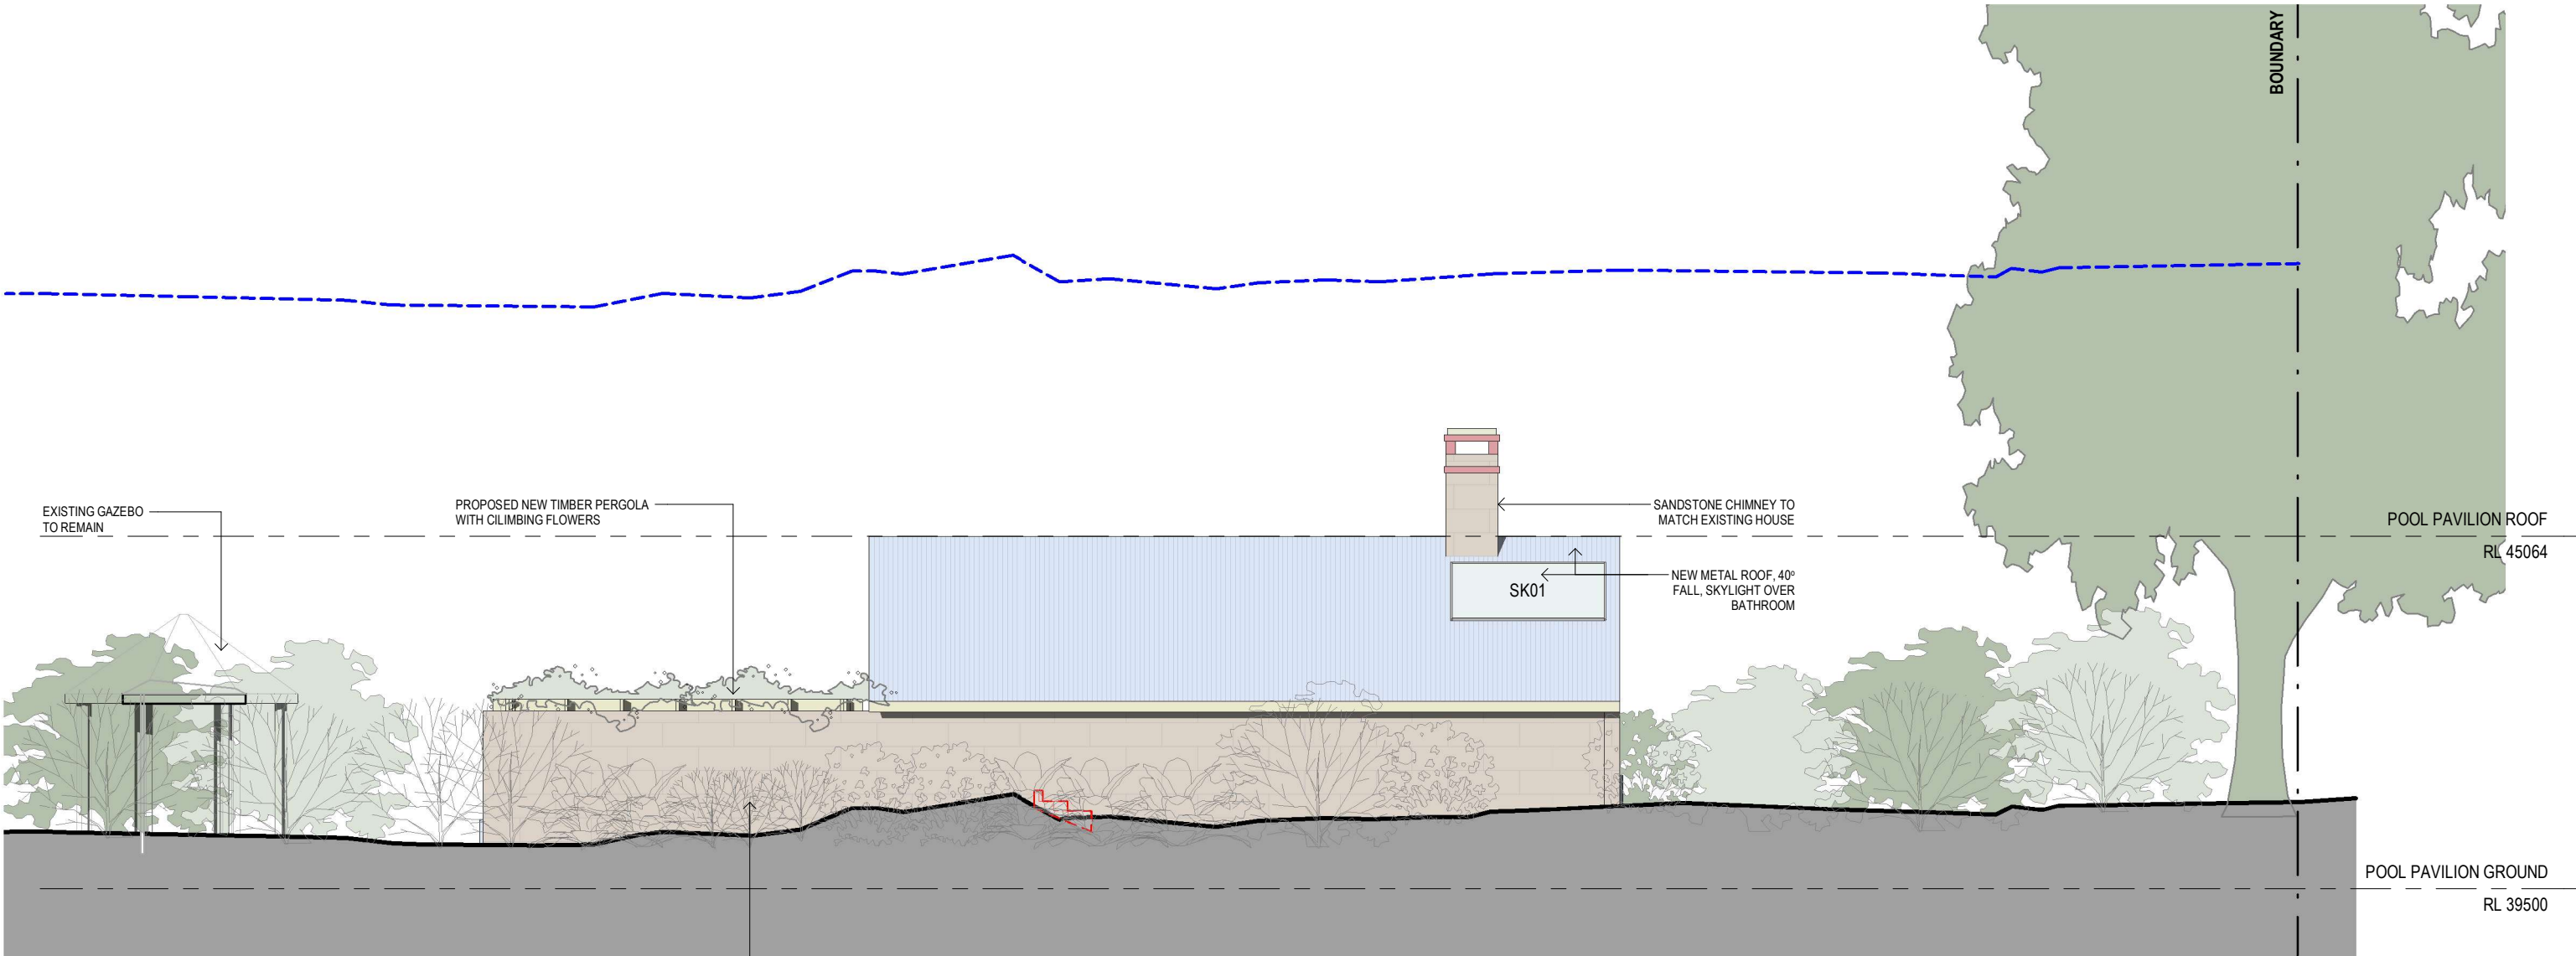 BOUNDARY
EXISTING GAZEBO
TO REMAIN
PROPOSED NEW TIMBER PERGOLA
WITH CILIMBING FLOWERS
SANDSTONE CHIMNEY TO
MATCH EXISTING HOUSE
POOL PAVILION ROOF
RL 45064
NEW METAL ROOF, 40º
FALL, SKYLIGHT OVER
BATHROOM
SK01
POOL PAVILION GROUND
RL 39500